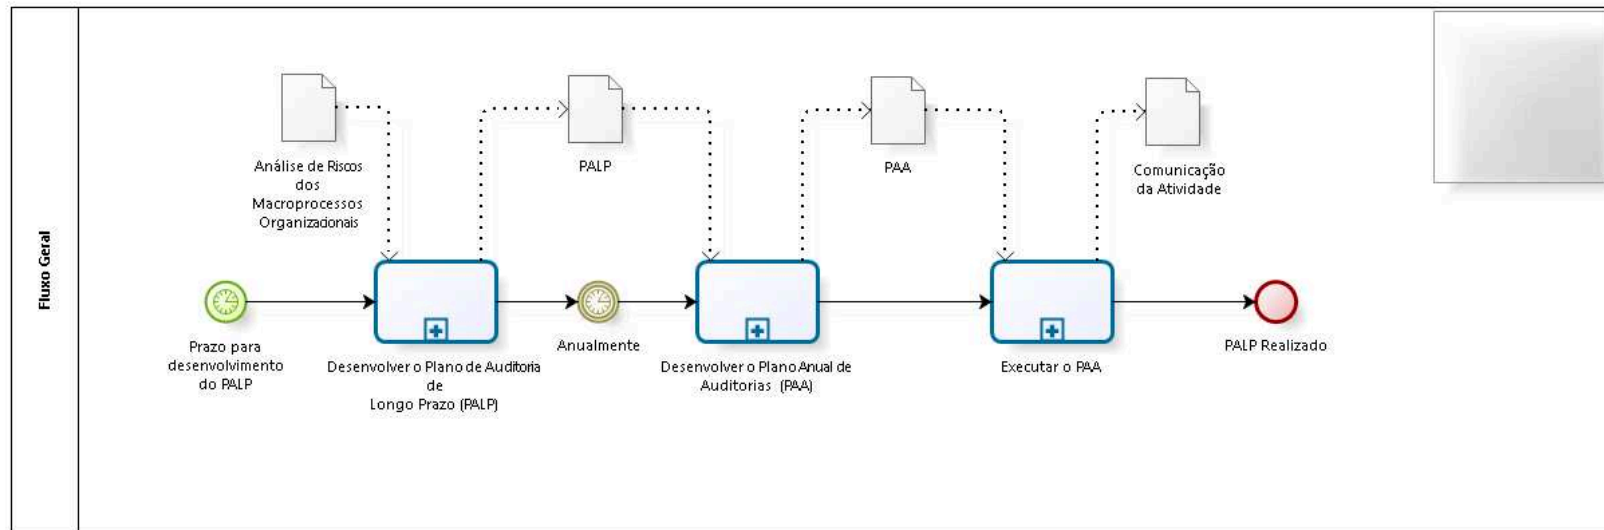 Fluxo Geral
Análise de Riscos
dos
Macroprocessos
Organizacionais
PALP
PAA
Comunicação
da Atividade
Prazo para
desenvolvimento
do PALP
Desenvolver o Plano de Auditoria
de
Longo Prazo (PALP)
Anualmente
Desenvolver o Plano Anual de
Auditorias (PAA)
Executar o PAA
PALP Realizado